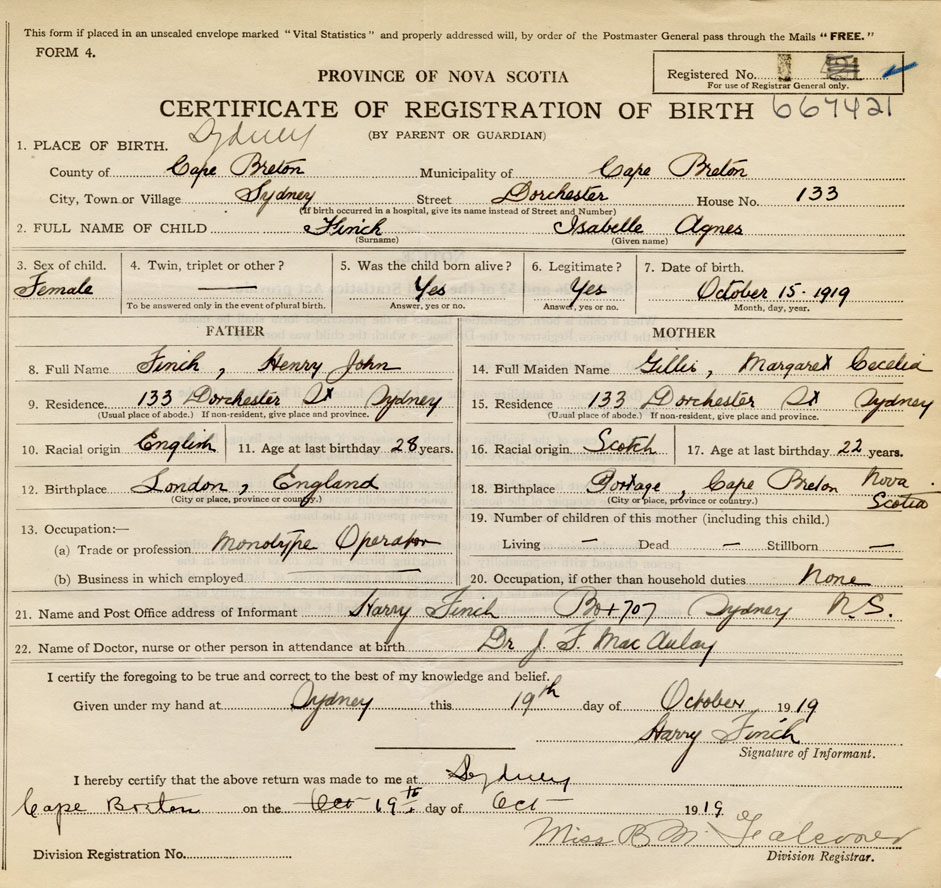 This form if placed in an unsealed envelope marked "Vital Statistics" and properly addressed will, by order of the Postmaster General pass through the Mails "FREE."
FORM 4.
Registered No.
For use of Registrar General only.
PROVINCE OF NOVA SCOTIA
CERTIFICATE OF REGISTRATION OF BIRTH 667421
(BY PARENT OR GUARDIAN)
Sydney
1. PLACE OF BIRTH.
County of Cape Breton Municipality of Cape Breton
City, Town or Village Sydney Street Dorchester House No. 133
(If birth occurred in a hospital, give its name instead of Street and Number)
2. FULL NAME OF CHILD Finch Isabelle Agnes
(Surname) (Given name)
3. Sex of child. 4. Twin, triplet or other? 5. Was the child born alive? 6. Legitimate? 7. Date of birth.
Female — Yes Yes October 15 - 1919
To be answered only in the event of plural birth. Answer, yes or no. Answer, yes or no. Month, day, year.
FATHER
8. Full Name Finch, Henry John
9. Residence. 133 Dorchester St Sydney
(Usual place of abode.) If non-resident, give place and province.
10. Racial origin English 11. Age at last birthday 28 years.
12. Birthplace London, England
(City or place, province or country.)
13. Occupation:—
(a) Trade or profession Monotype Operator
(b) Business in which employed —
MOTHER
14. Full Maiden Name Gillis, Margaret Cecelia
15. Residence 133 Dorchester St Sydney
(Usual place of abode.) If non-resident, give place and province.
16. Racial origin Scotch 17. Age at last birthday 22 years.
18. Birthplace Portage, Cape Breton Nova Scotia
(City or place, province or country.)
19. Number of children of this mother (including this child.)
Living — Dead — Stillborn —
20. Occupation, if other than household duties None
21. Name and Post Office address of Informant Harry Finch Box 707 Sydney N.S.
22. Name of Doctor, nurse or other person in attendance at birth Dr J. F. MacAulay
I certify the foregoing to be true and correct to the best of my knowledge and belief.
Given under my hand at Sydney this 19th day of October 1919
Harry Finch
Signature of Informant.
I hereby certify that the above return was made to me at Sydney
Cape Breton on the Oct 19th day of Oct 1919.
Miss B. M. Falconer
Division Registration No.
Division Registrar.